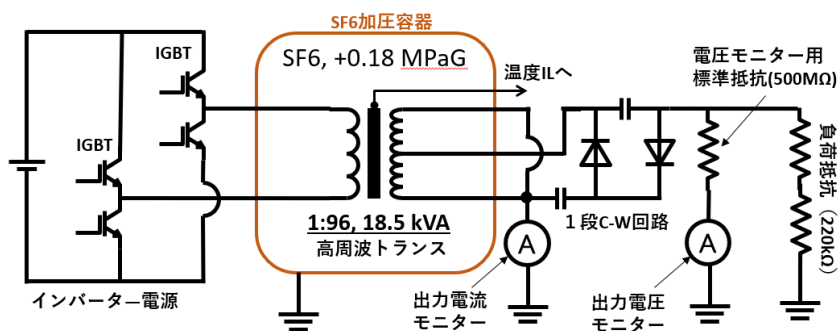 SF6加圧容器
IGBT
SF6, +0.18 MPaG
温度ILへ
電圧モニター用
標準抵抗(500MΩ)
IGBT
負荷抵抗（220kΩ）
1:96, 18.5 kVA
高周波トランス
１段C-W回路
A
A
インバーター電源
出力電流
モニター
出力電圧
モニター